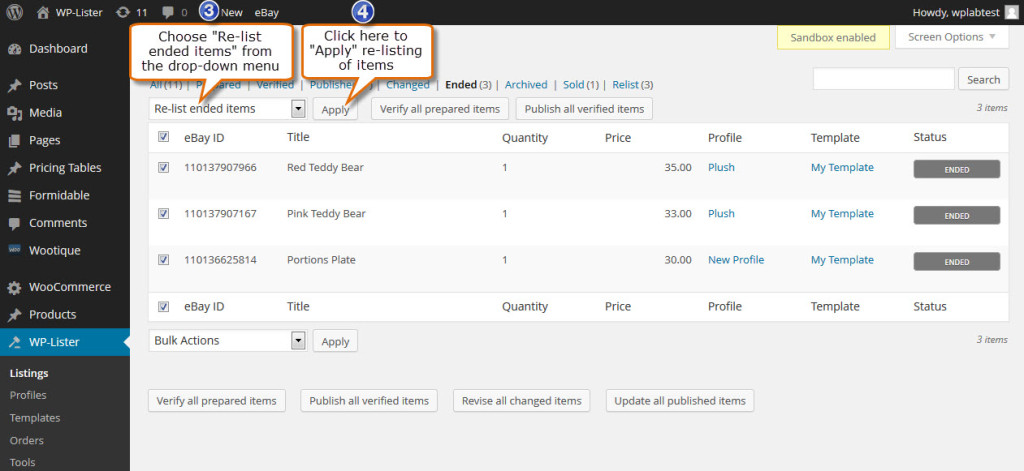 WP-Lister 11 0 3 New eBay 4 Howdy, wplabtest
Choose "Re-list
ended items" from
the drop-down menu
Click here to
"Apply" re-listing
of items
Sandbox enabled
Screen Options
Dashboard
Posts
Media
Pages
Pricing Tables
Formidable
Comments
Wootique
WooCommerce
Products
WP-Lister
Listings
Profiles
Templates
Orders
Tools
All (11) | Prepared | Verified | Published | Changed | Ended (3) | Archived | Sold (1) | Relist (3)
Search
Re-list ended items Apply Verify all prepared items Publish all verified items 3 items
eBay ID Title Quantity Price Profile Template Status
110137907966 Red Teddy Bear 1 35.00 Plush My Template ENDED
110137907167 Pink Teddy Bear 1 33.00 Plush My Template ENDED
110136625814 Portions Plate 1 30.00 New Profile My Template ENDED
eBay ID Title Quantity Price Profile Template Status
Bulk Actions Apply 3 items
Verify all prepared items Publish all verified items Revise all changed items Update all published items